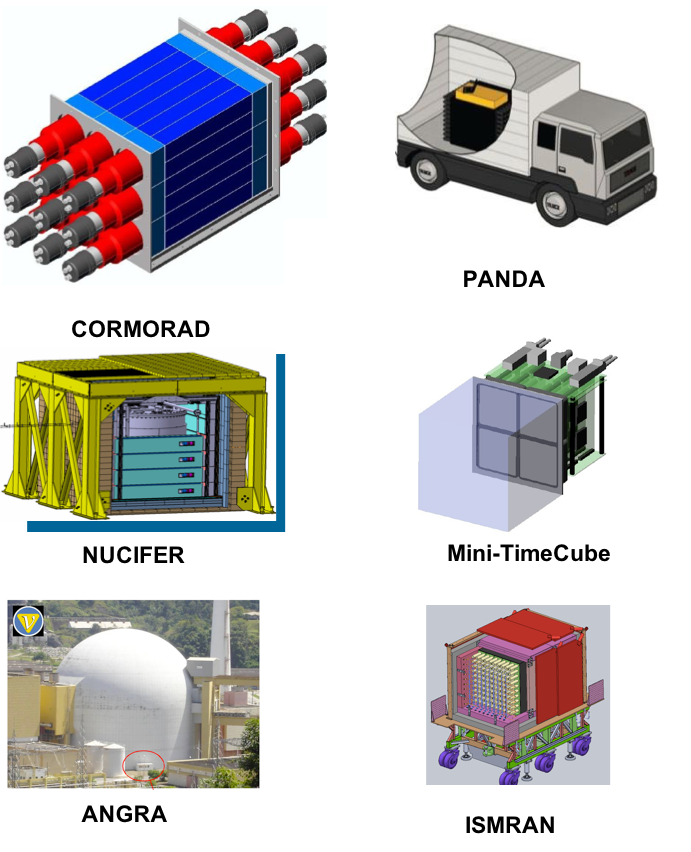 PANDA
CORMORAD
NUCIFER
Mini-TimeCube
ANGRA
ISMRAN